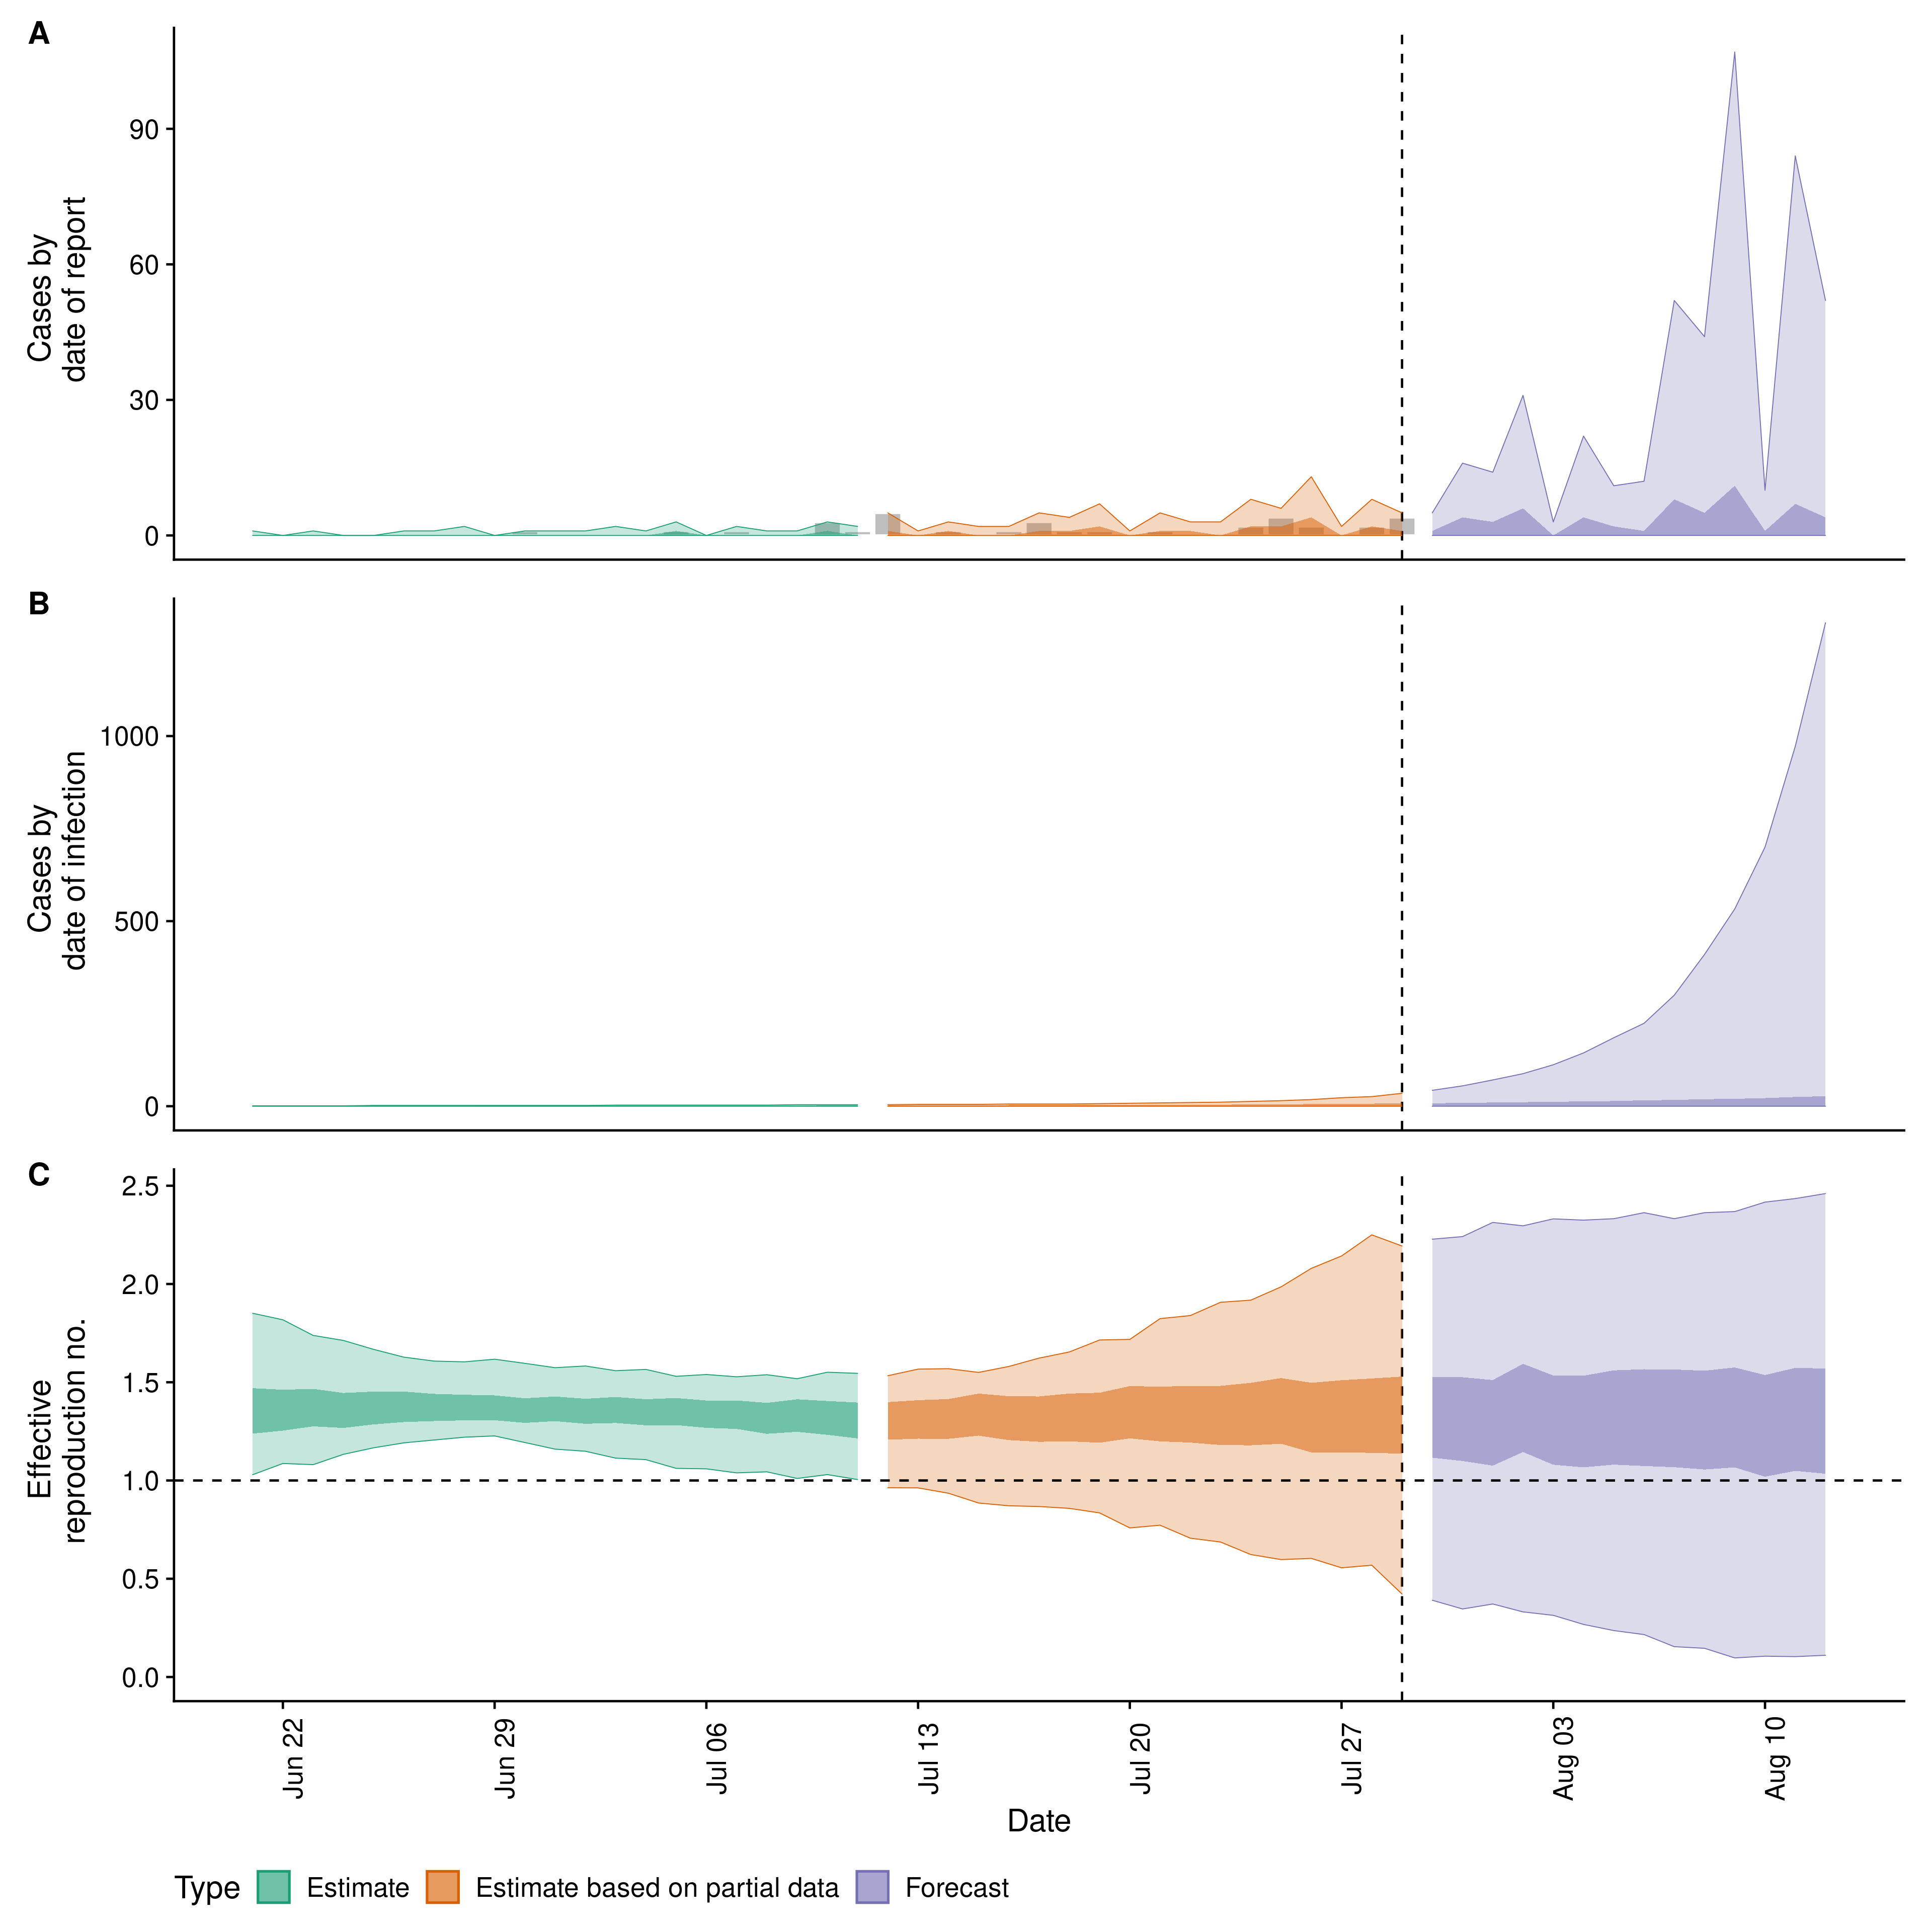 A
Cases by
date of report
90
60
30
0
B
Cases by
date of infection
1000
500
0
C
Effective
reproduction no.
2.5
2.0
1.5
1.0
0.5
0.0
Jun 22
Jun 29
Jul 06
Jul 13
Jul 20
Jul 27
Aug 03
Aug 10
Date
Type Estimate Estimate based on partial data Forecast